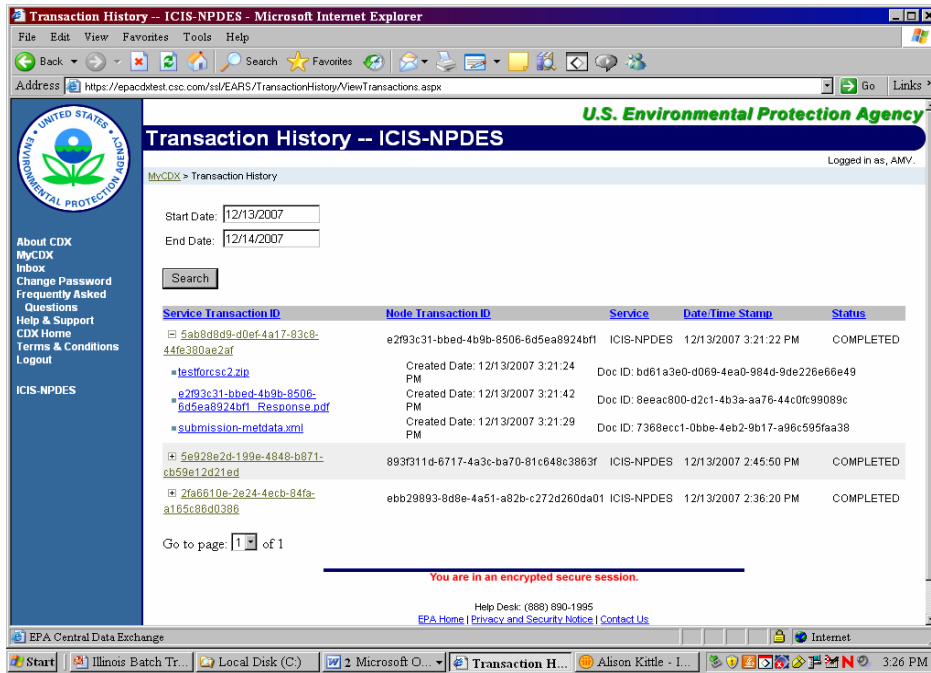 Transaction History -- ICIS-NPDES - Microsoft Internet Explorer
File Edit View Favorites Tools Help
Back Search Favorites
Address https://epacdxtest.csc.com/ssl/EARS/TransactionHistory/ViewTransactions.aspx Go Links
UNITED STATES ENVIRONMENTAL PROTECTION AGENCY
U.S. Environmental Protection Agency
Transaction History -- ICIS-NPDES
Logged in as, AMV.
MyCDX > Transaction History
About CDX
MyCDX
Inbox
Change Password
Frequently Asked
Questions
Help & Support
CDX Home
Terms & Conditions
Logout
ICIS-NPDES
Start Date: 12/13/2007
End Date: 12/14/2007
Search
Service Transaction ID Node Transaction ID Service Date/Time Stamp Status
5ab8d8d9-d0ef-4a17-83c8-
44fe380ae2af
e2f93c31-bbed-4b9b-8506-6d5ea8924bf1 ICIS-NPDES 12/13/2007 3:21:22 PM COMPLETED
testforcsc2.zip
Created Date: 12/13/2007 3:21:24
PM
Doc ID: bd61a3e0-d069-4ea0-984d-9de226e66e49
e2f93c31-bbed-4b9b-8506-
6d5ea8924bf1_Response.pdf
Created Date: 12/13/2007 3:21:42
PM
Doc ID: 8eeac800-d2c1-4b3a-aa76-44c0fc99089c
submission-metdata.xml
Created Date: 12/13/2007 3:21:29
PM
Doc ID: 7368ecc1-0bbe-4eb2-9b17-a96c595faa38
5e928e2d-199e-4848-b871-
cb59e12d21ed
893f311d-6717-4a3c-ba70-81c648c3863f ICIS-NPDES 12/13/2007 2:45:50 PM COMPLETED
2fa6610e-2e24-4ecb-84fa-
a165c86d0386
ebb29893-8d8e-4a51-a82b-c272d260da01 ICIS-NPDES 12/13/2007 2:36:20 PM COMPLETED
Go to page: 1 of 1
You are in an encrypted secure session.
Help Desk: (888) 890-1995
EPA Home | Privacy and Security Notice | Contact Us
EPA Central Data Exchange Internet
Start Illinois Batch Tr... Local Disk (C:) 2 Microsoft O... Transaction H... Alison Kittle - I... 3:26 PM